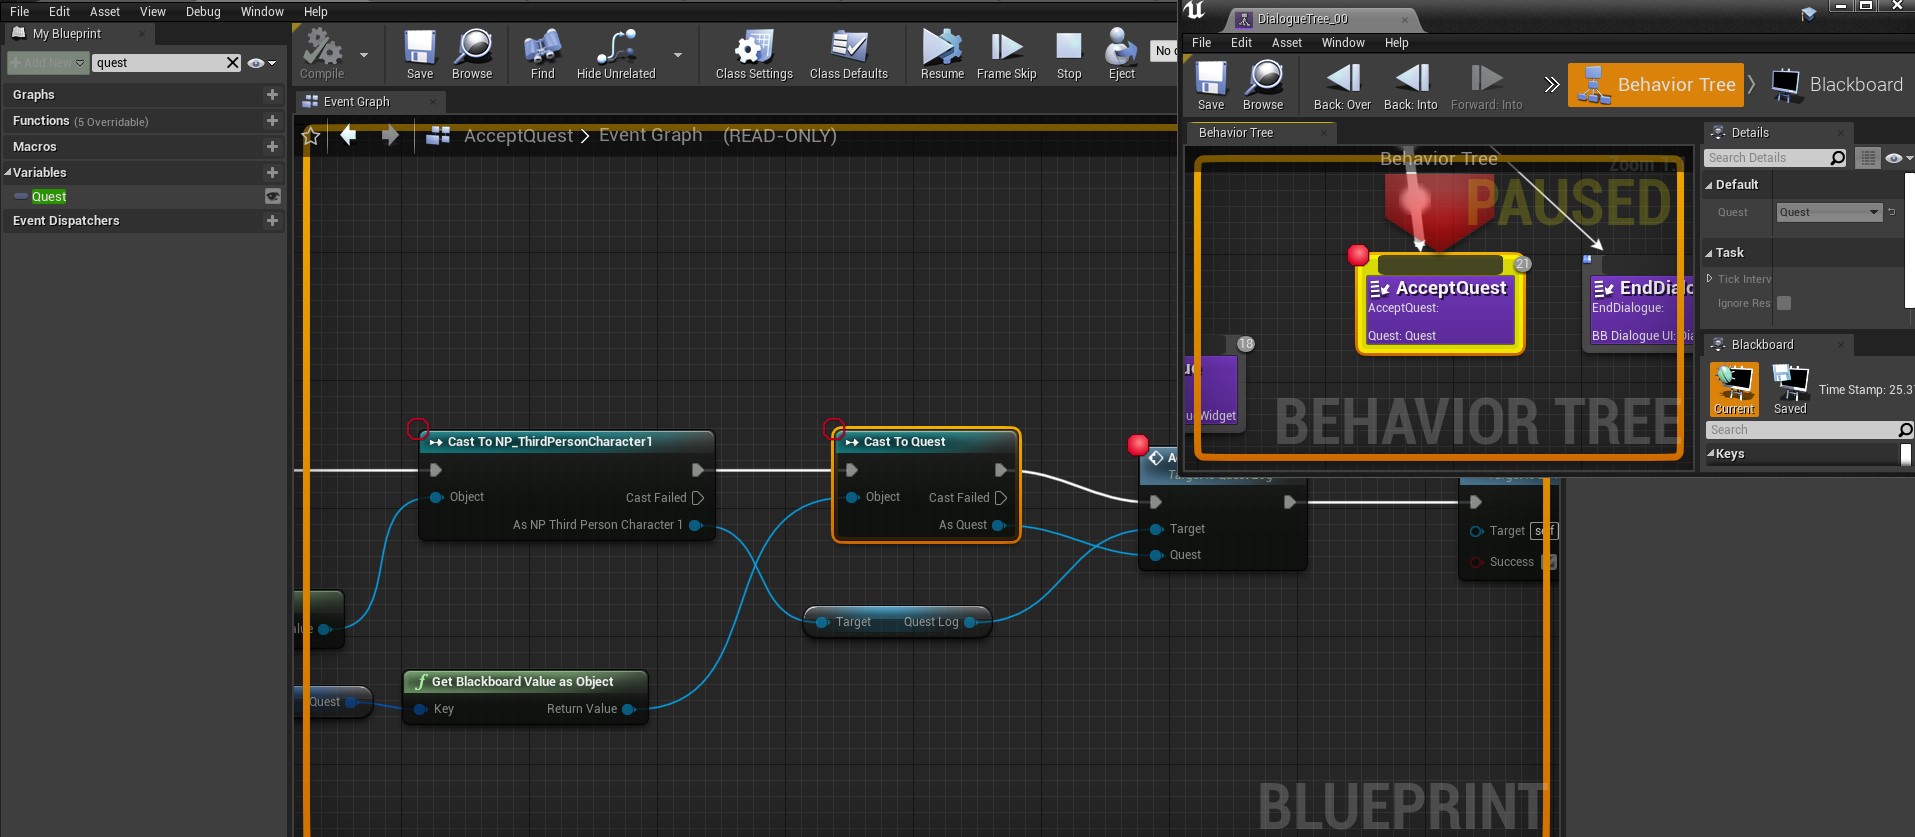 File Edit Asset View Debug Window Help
My Blueprint
Add New
quest
Graphs
Functions (5 Overridable)
Macros
Variables
Quest
Event Dispatchers
Compile
Save
Browse
Find
Hide Unrelated
Class Settings
Class Defaults
Resume
Frame Skip
Stop
Eject
No
Event Graph
AcceptQuest > Event Graph (READ-ONLY)
Cast To NP_ThirdPersonCharacter1
Object
Cast Failed
As NP Third Person Character 1
Cast To Quest
Object
Cast Failed
As Quest
Target
Quest
Target
self
Success
Target Quest Log
Quest
Get Blackboard Value as Object
Key
Return Value
BLUEPRINT
DialogueTree_00
File Edit Asset Window Help
Save
Browse
Back: Over
Back: Into
Forward: Into
Behavior Tree
Blackboard
Behavior Tree
Behavior Tree
Zoom 1:
PAUSED
21
AcceptQuest
AcceptQuest:
Quest: Quest
EndDialo
EndDialogue:
BB Dialogue UI: Dia
18
Widget
BEHAVIOR TREE
Details
Search Details
Default
Quest
Quest
Task
Tick Interv
Ignore Res
Blackboard
Current
Saved
Time Stamp: 25.3
Search
Keys